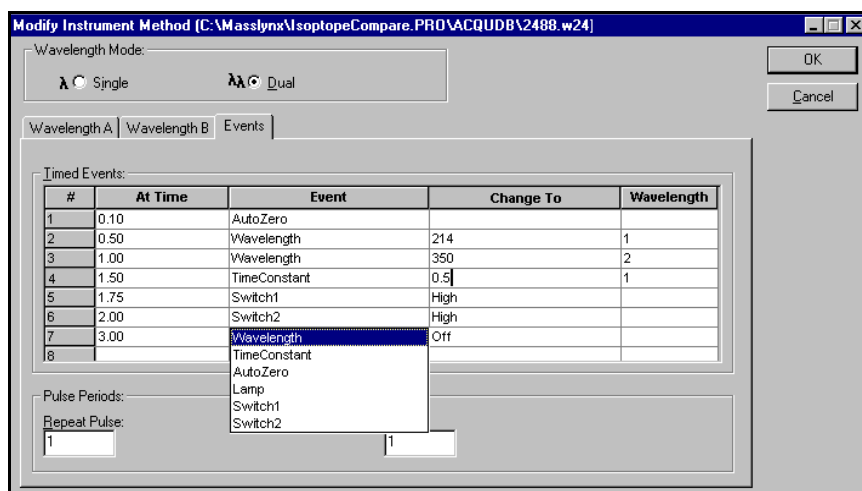 Modify Instrument Method [C:\Masslynx\IsoptopeCompare.PRO\ACQUDB\2488.w24]
Wavelength Mode:
λ Single λλ Dual
OK
Cancel
Wavelength A Wavelength B Events
Timed Events:
# At Time Event Change To Wavelength
1 0.10 AutoZero
2 0.50 Wavelength 214 1
3 1.00 Wavelength 350 2
4 1.50 TimeConstant 0.5 1
5 1.75 Switch1 High
6 2.00 Switch2 High
7 3.00 Wavelength Off
8 TimeConstant
AutoZero
Lamp
Switch1
Switch2
Pulse Periods:
Repeat Pulse:
1 1